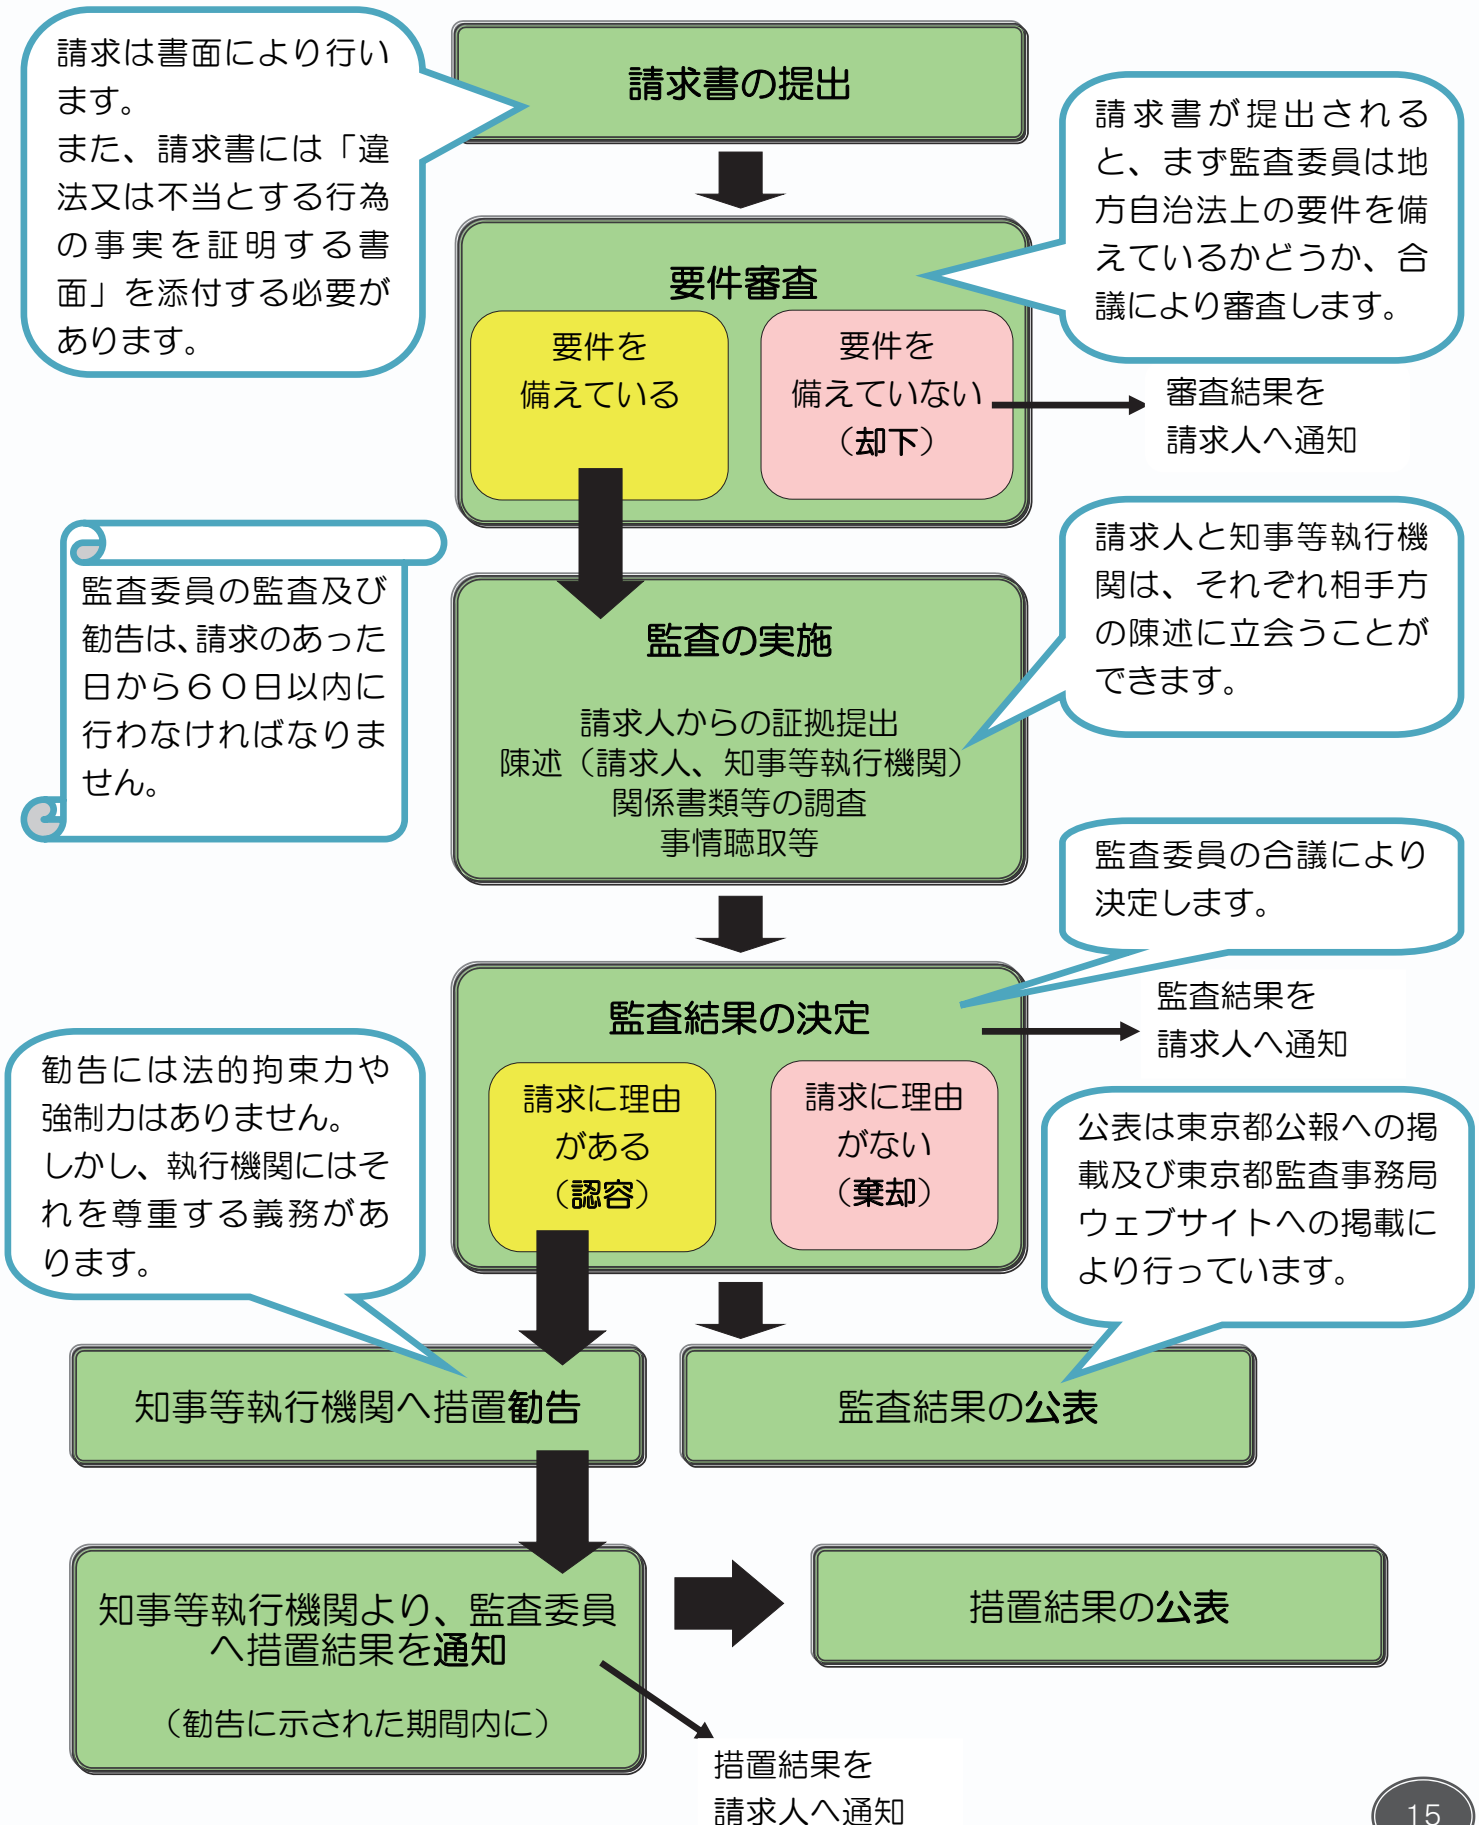 請求は書面により行い
ます。
また、請求書には「違
法又は不当とする行為
の事実を証明する書
面」を添付する必要が
あります。
請求書の提出
請求書が提出される
と、まず監査委員は地
方自治法上の要件を備
えているかどうか、合
議により審査します。
要件審査
要件を
備えている
要件を
備えていない
（却下）
審査結果を
請求人へ通知
監査委員の監査及び
勧告は、請求のあった
日から６０日以内に
行わなければなりま
せん。
請求人と知事等執行機
関は、それぞれ相手方
の陳述に立会うことが
できます。
監査の実施
請求人からの証拠提出
陳述（請求人、知事等執行機関）
関係書類等の調査
事情聴取等
監査委員の合議により
決定します。
監査結果の決定
監査結果を
請求人へ通知
請求に理由
がある
（認容）
請求に理由
がない
（棄却）
勧告には法的拘束力や
強制力はありません。
しかし、執行機関にはそ
れを尊重する義務があ
ります。
公表は東京都公報への掲
載及び東京都監査事務局
ウェブサイトへの掲載に
より行っています。
知事等執行機関へ措置勧告
監査結果の公表
知事等執行機関より、監査委員
へ措置結果を通知
（勧告に示された期間内に）
措置結果の公表
措置結果を
請求人へ通知
15